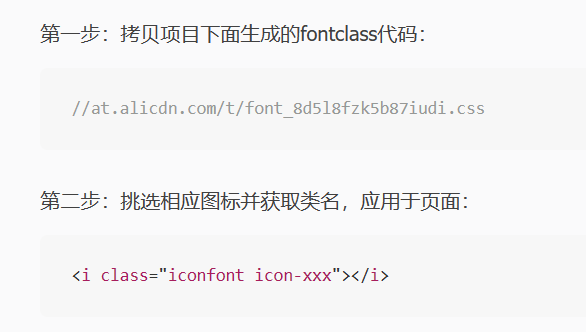 第一步：拷贝项目下面生成的fontclass代码：
//at.alicdn.com/t/font_8d5l8fzk5b87iudi.css
第二步：挑选相应图标并获取类名，应用于页面：
<i class="iconfont icon-xxx"></i>